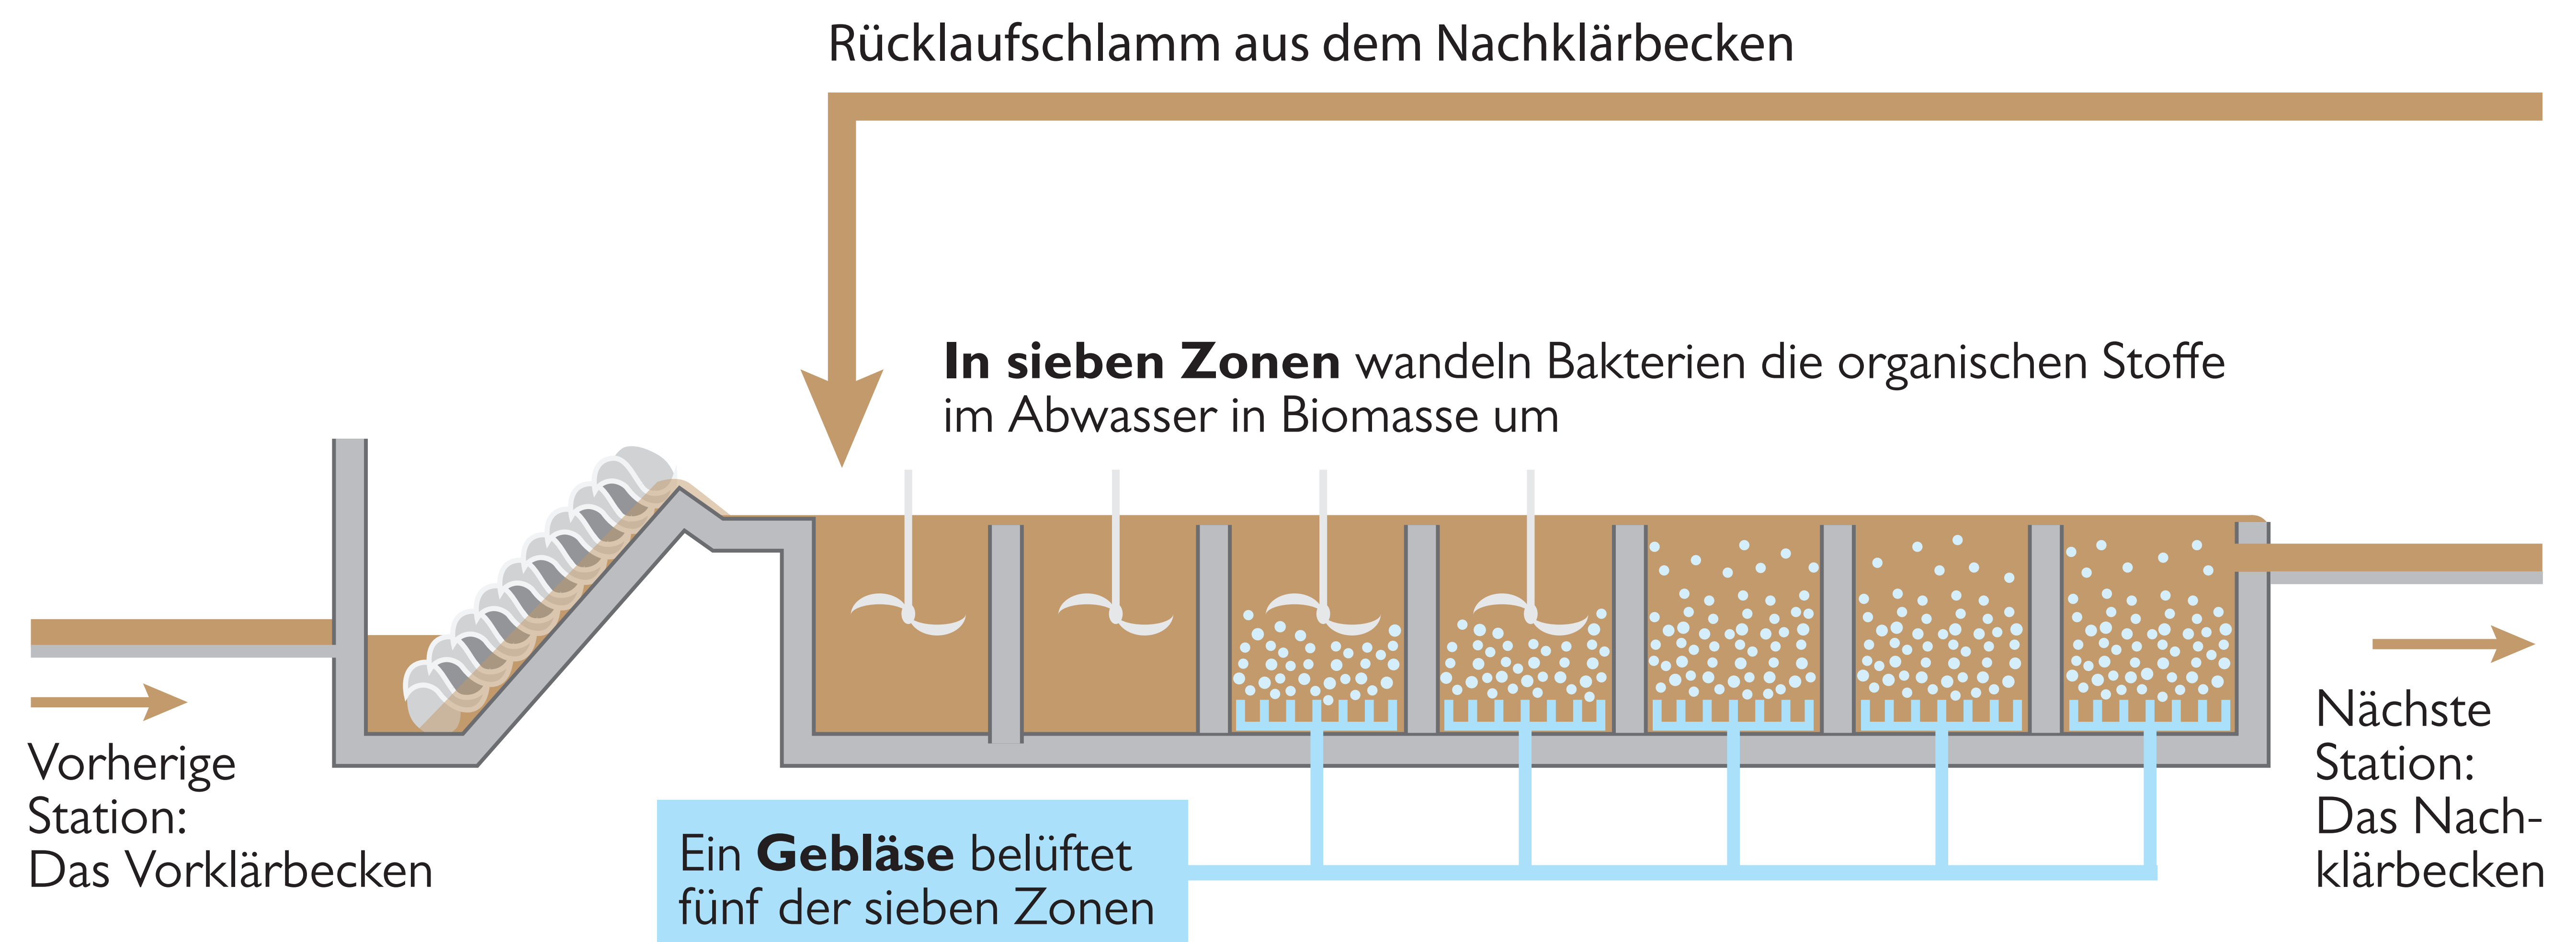 Rücklaufschlamm aus dem Nachklärbecken
In sieben Zonen wandeln Bakterien die organischen Stoffe
im Abwasser in Biomasse um
Vorherige
Station:
Das Vorklärbecken
Ein Gebläse belüftet
fünf der sieben Zonen
Nächste
Station:
Das Nach-
klärbecken